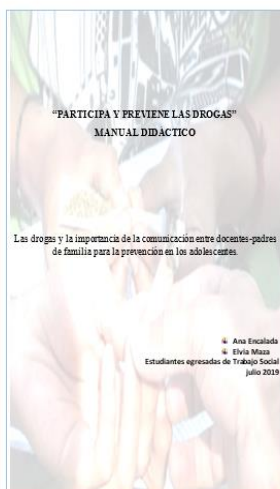 “PARTICIPA Y PREVIENE LAS DROGAS”
MANUAL DIDACTICO
Las drogas y la importancia de la comunicación entre docentes-padres
de familia para la prevención en los adolescentes.
Ana Encalada
Elvia Maza
Estudiantes egresadas de Trabajo Social
julio 2019